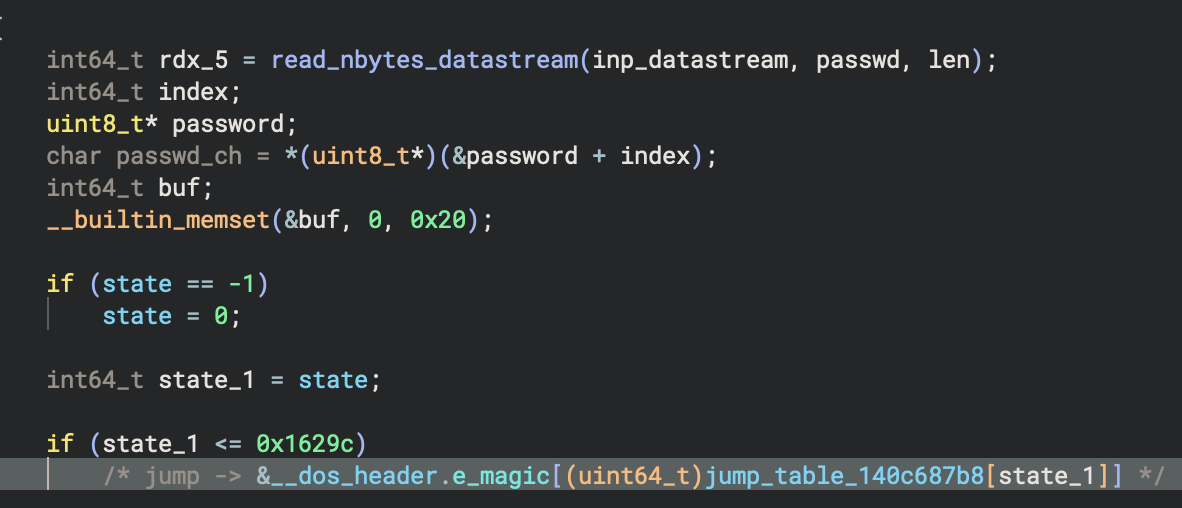 int64_t rdx_5 = read_nbytes_datastream(inp_datastream, passwd, len);
int64_t index;
uint8_t* password;
char passwd_ch = *(uint8_t*)(&password + index);
int64_t buf;
__builtin_memset(&buf, 0, 0x20);
if (state == -1)
state = 0;
int64_t state_1 = state;
if (state_1 <= 0x1629c)
/* jump -> &__dos_header.e_magic[(uint64_t)jump_table_140c687b8[state_1]] */